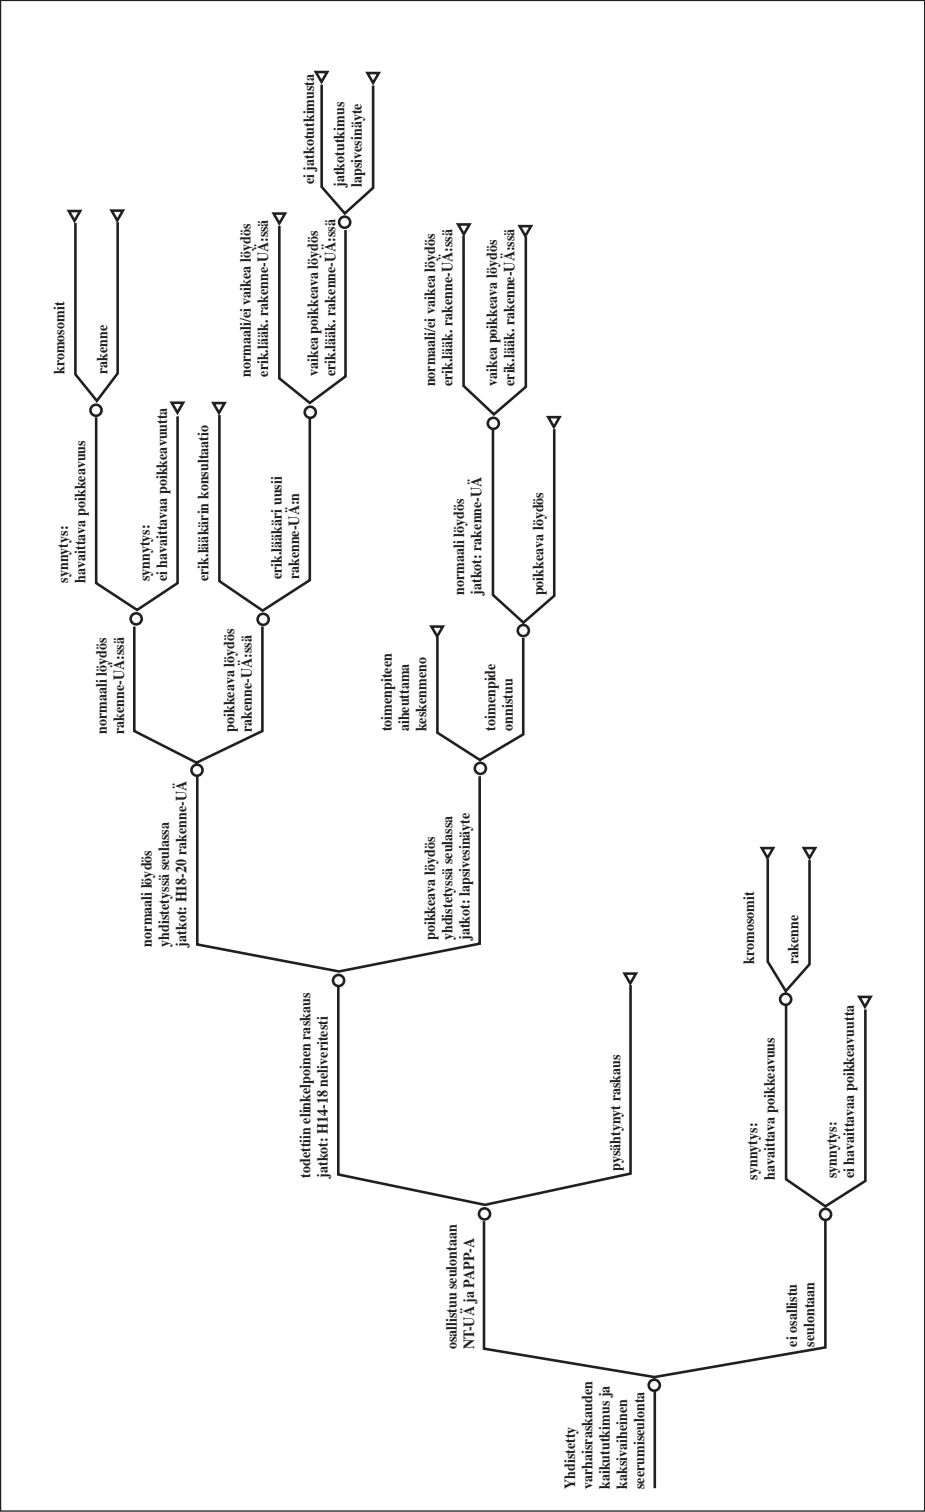 Yhdistetty
varhaisraskauden
kaikututkimus ja
kaksivaiheinen
seerumiseulonta
osallistuu seulontaan
NT-UÄ ja PAPP-A
ei osallistu
seulontaan
todettiin elinkelpoinen raskaus
jatkot: H14-18 neliveritesti
pysähtynyt raskaus
synnytys:
havaittava poikkeavuus
synnytys:
ei havaittavaa poikkeavuutta
kromosomit
rakenne
normaali löydös
yhdistetyssä seulassa
jatkot: H18-20 rakenne-UÄ
poikkeava löydös
yhdistetyssä seulassa
jatkot: lapsivesinäyte
normaali löydös
rakenne-UÄ:ssä
poikkeava löydös
rakenne-UÄ:ssä
toimenpiteen
aiheuttama
keskenmeno
toimenpide
onnistuu
synnytys:
havaittava poikkeavuus
synnytys:
ei havaittavaa poikkeavuutta
erik.lääkärin konsultaatio
erik.lääkäri uusii
rakenne-UÄ:n
normaali löydös
jatkot: rakenne-UÄ
poikkeava löydös
kromosomit
rakenne
normaali/ei vaikea löydös
erik.lääk. rakenne-UÄ:ssä
vaikea poikkeava löydös
erik.lääk. rakenne-UÄ:ssä
normaali/ei vaikea löydös
erik.lääk. rakenne-UÄ:ssä
vaikea poikkeava löydös
erik.lääk. rakenne-UÄ:ssä
ei jatkotutkimusta
jatkotutkimus
lapsivesinäyte